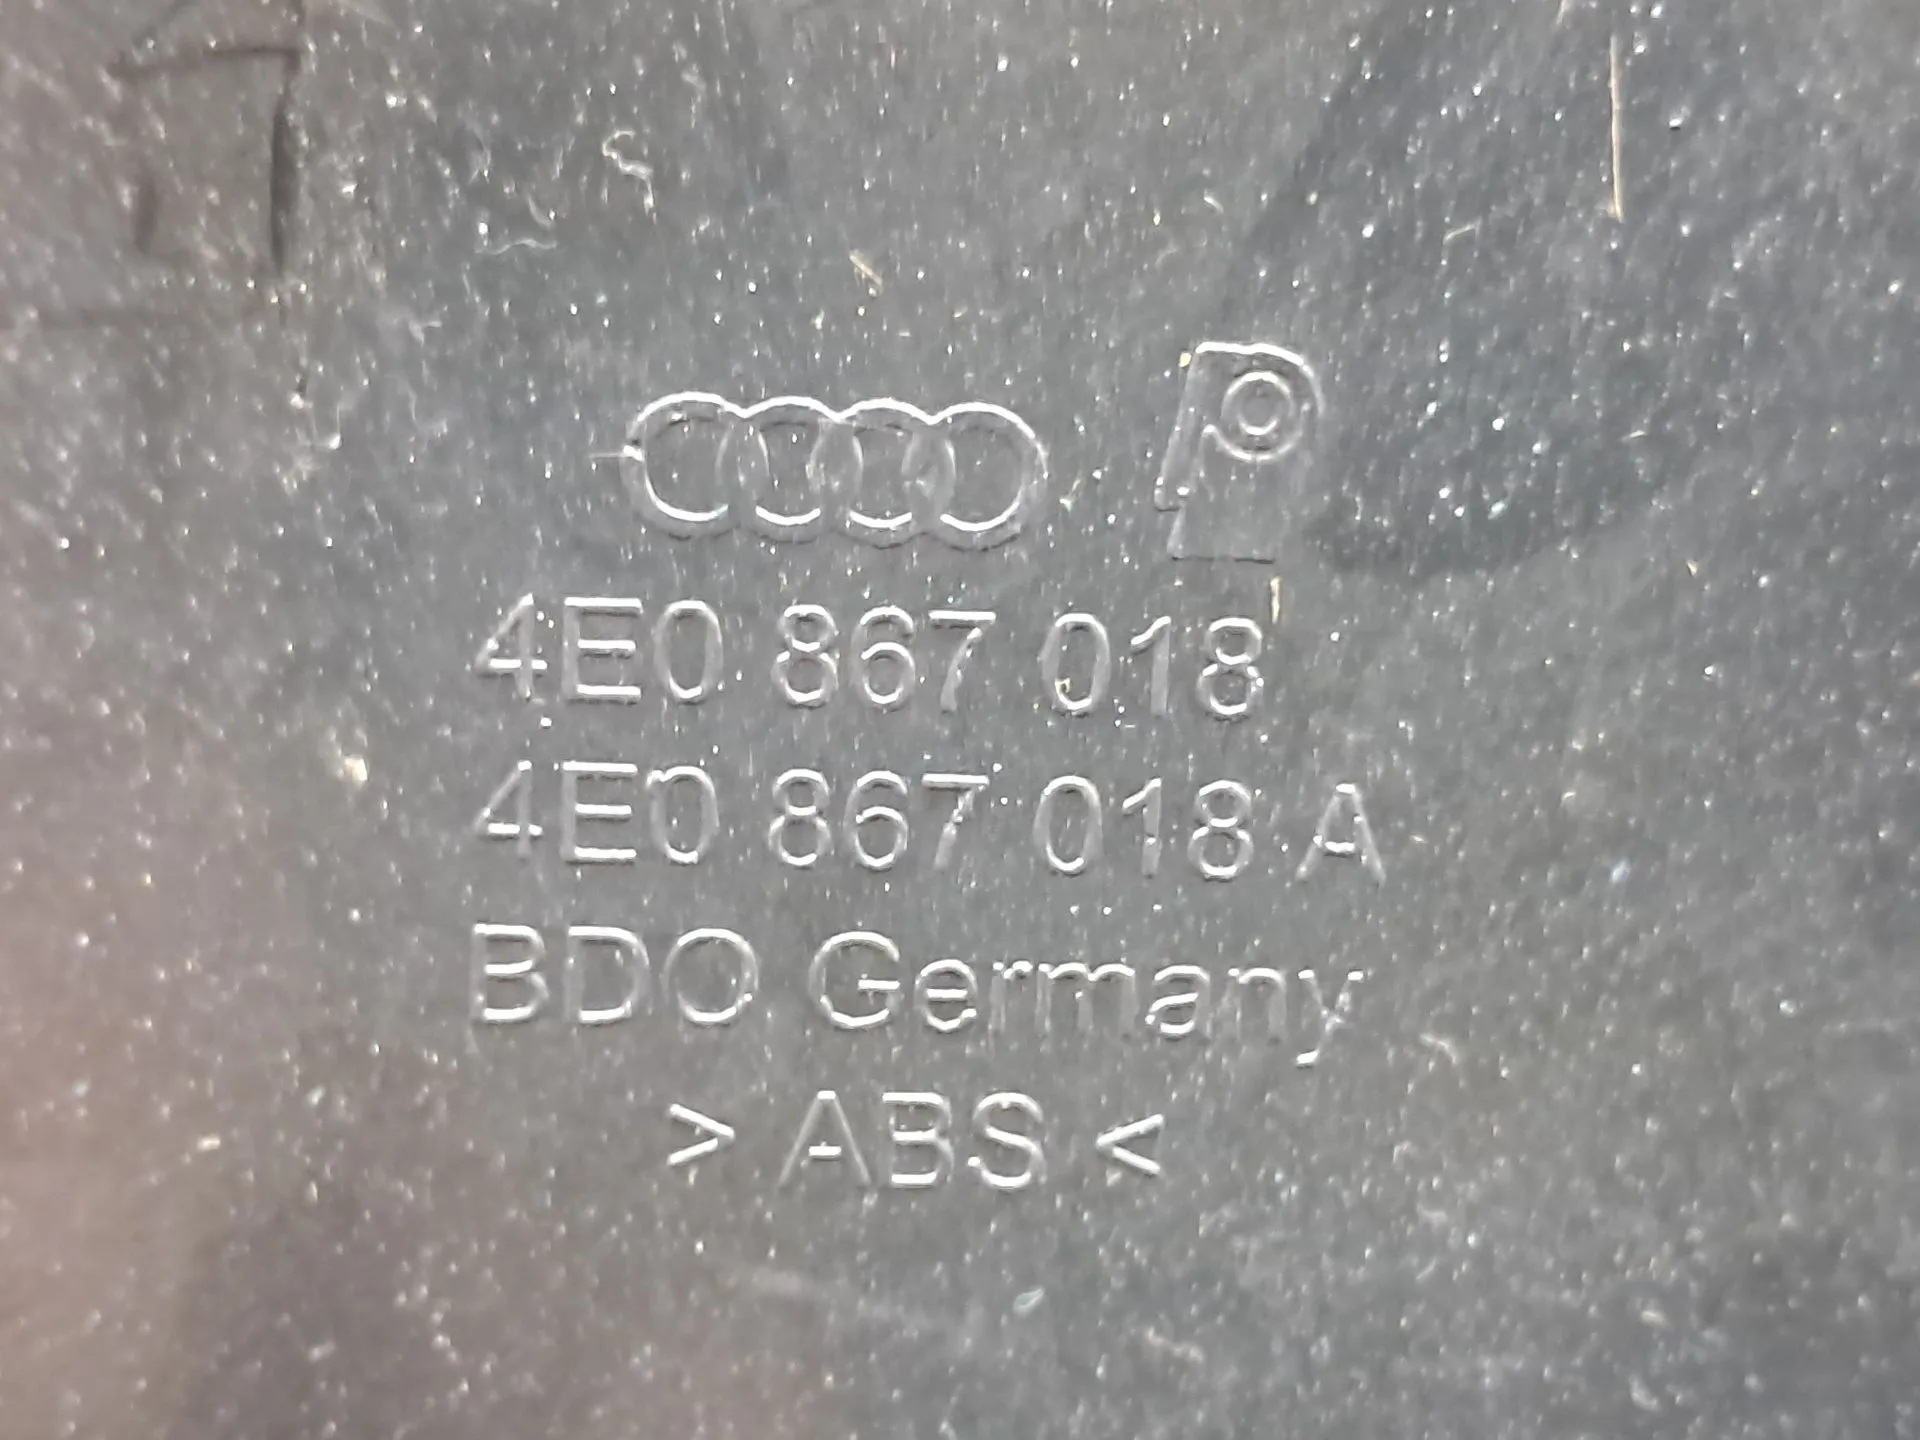 4E0 867 018
4E0 867 018 A
BDO Germany
> ABS <